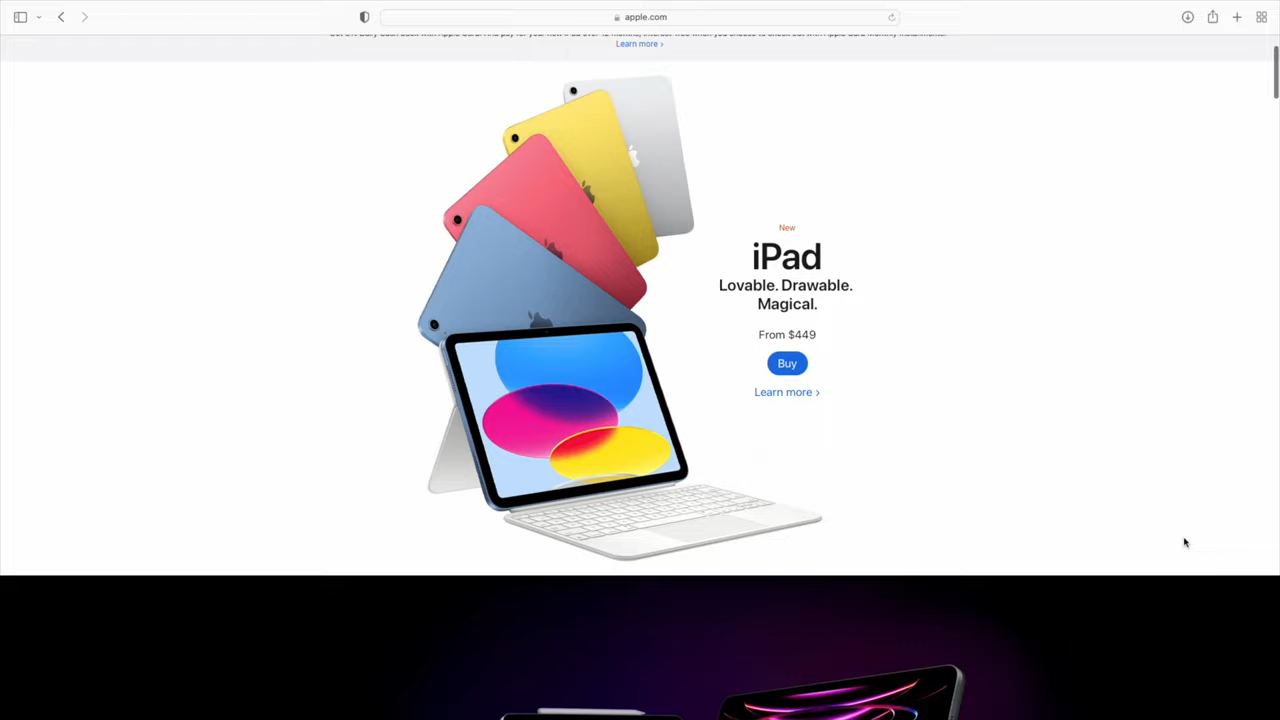 apple.com
Learn more >
New
iPad
Lovable. Drawable.
Magical.
From $449
Buy
Learn more >